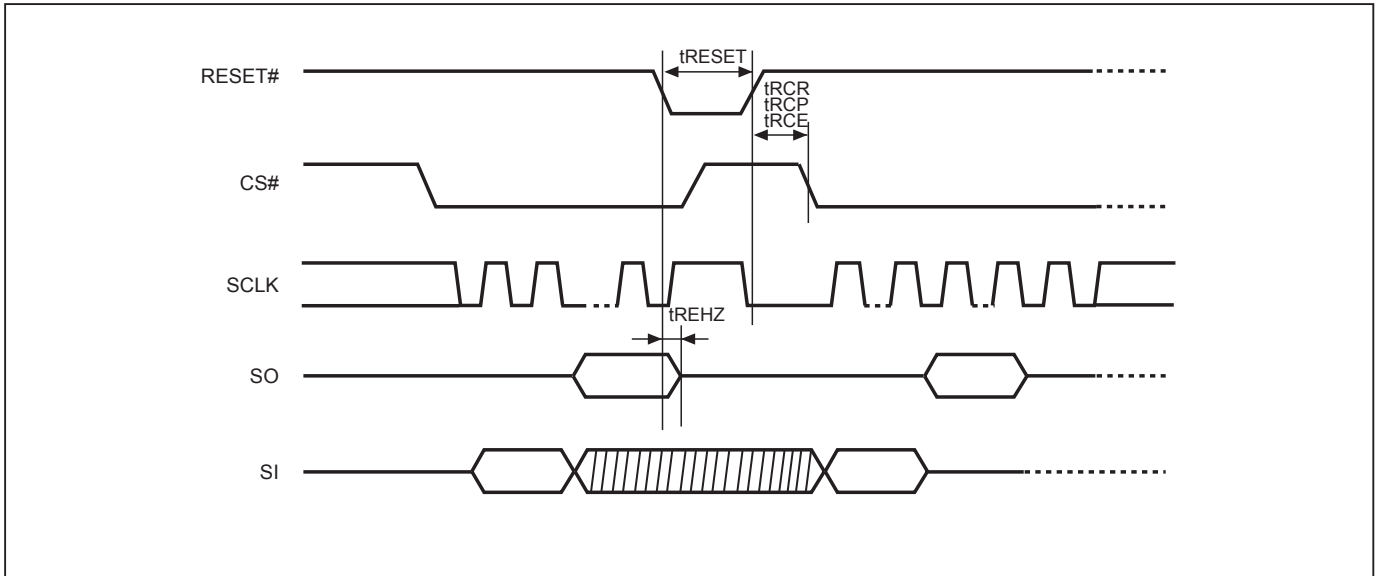 RESET#
tRESET
tRCR
tRCP
tRCE
CS#
SCLK
tREHZ
SO
SI